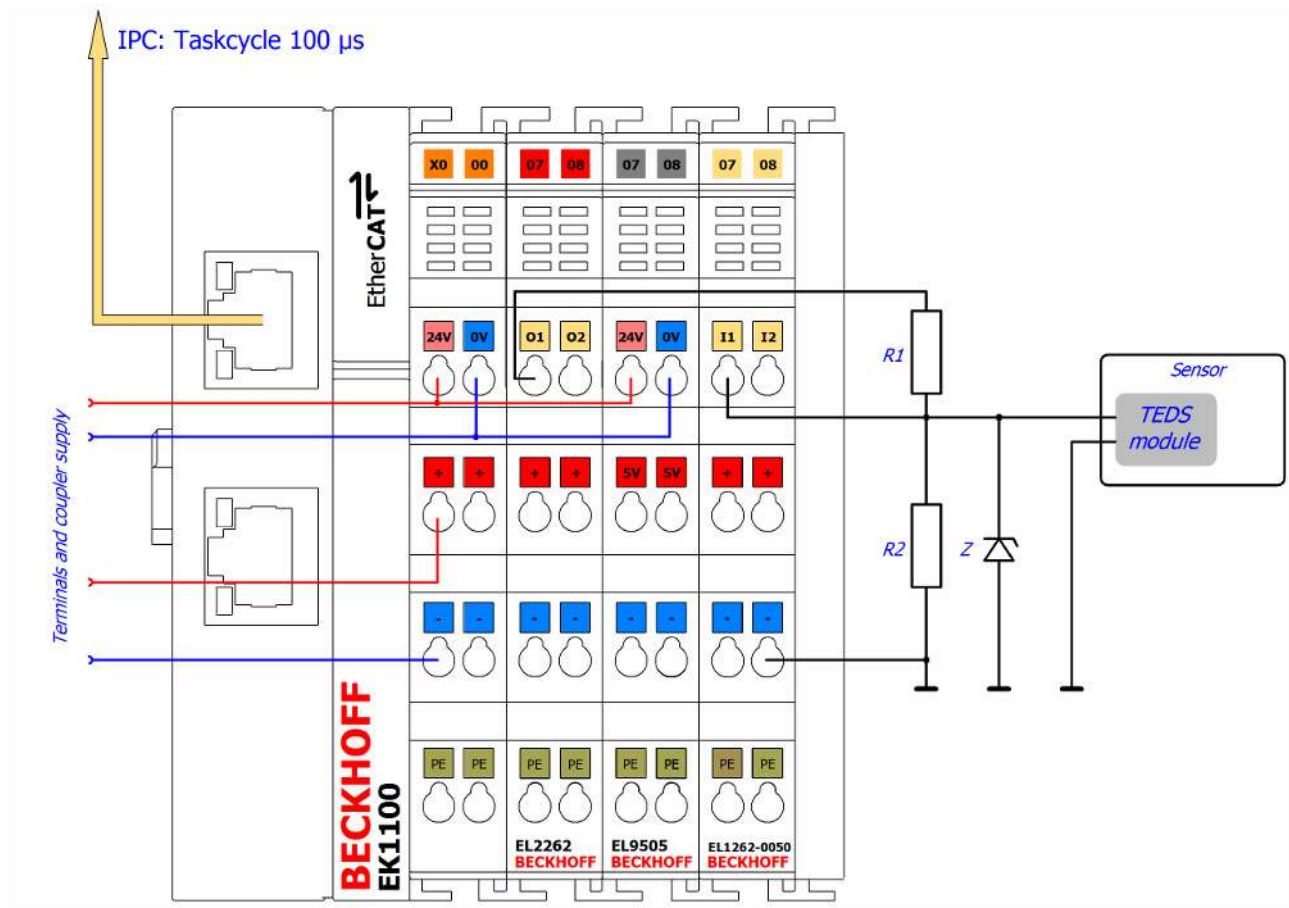 IPC: Taskcycle 100 µs
EtherCAT
X0 00 07 08 07 08 07 08
24V 0V O1 O2 24V 0V I1 I2
R1
Sensor
TEDS
module
Terminals and coupler supply
+ + + + 5V 5V + +
R2
Z
- - - - - - - -
PE PE PE PE PE PE PE PE
BECKHOFF
EK1100
EL2262
BECKHOFF
EL9505
BECKHOFF
EL1262-0050
BECKHOFF